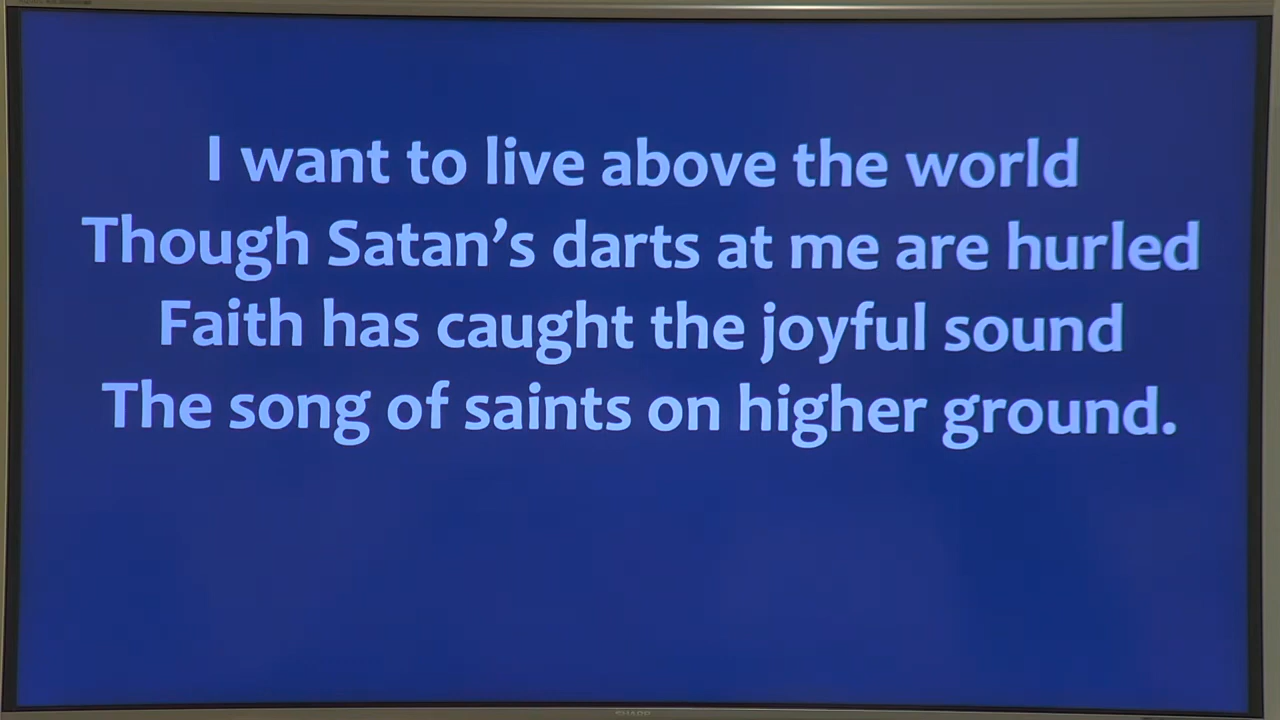 I want to live above the world
Though Satan's darts at me are hurled
Faith has caught the joyful sound
The song of saints on higher ground.
SHARP